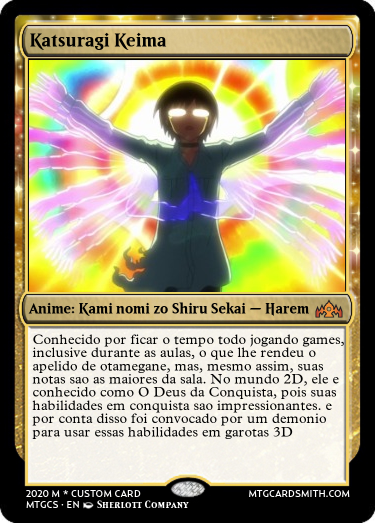 Katsuragi Keima
Anime: Kami nomi zo Shiru Sekai — Harem
Conhecido por ficar o tempo todo jogando games,
inclusive durante as aulas, o que lhe rendeu o
apelido de otamegane, mas, mesmo assim, suas
notas sao as maiores da sala. No mundo 2D, ele e
conhecido como O Deus da Conquista, pois suas
habilidades em conquista sao impressionantes. e
por conta disso foi convocado por um demonio
para usar essas habilidades em garotas 3D
2020 M * CUSTOM CARD
MTGCS · EN SHERLOTT COMPANY
MTGCARDSMITH.COM